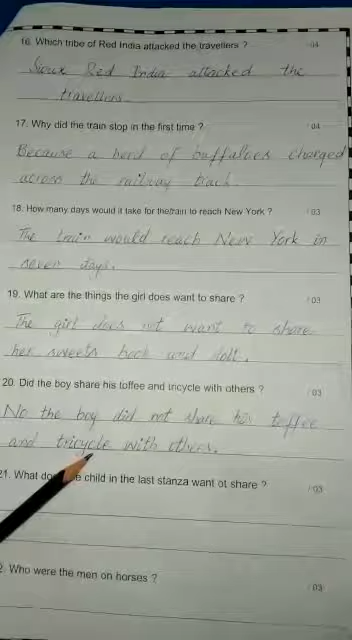 16. Which tribe of Red India attacked the travellers ? /04
Sioux Red India attacked the
travellers
17. Why did the train stop in the first time ? /04
Because a herd of buffaloes charged
across the railway track.
18. How many days would it take for thetrain to reach New York ? /03
The train would reach New York in
seven days.
19. What are the things the girl does want to share ? /03
The girl does not want to share
her sweets book and doll.
20. Did the boy share his toffee and tricycle with others ? /03
No the boy did not share his toffee
and tricycle with others.
21. What do child in the last stanza want ot share ? /03
2. Who were the men on horses ? /03